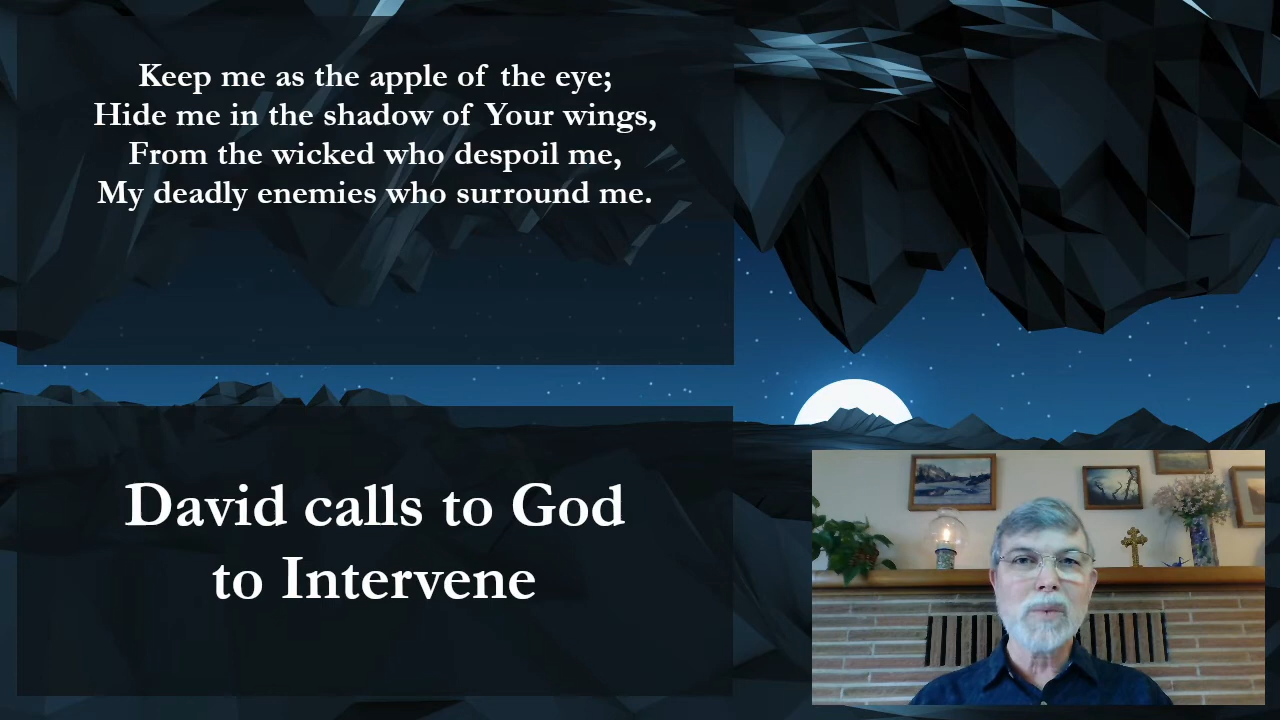 Keep me as the apple of the eye;
Hide me in the shadow of Your wings,
From the wicked who despoil me,
My deadly enemies who surround me.
David calls to God
to Intervene